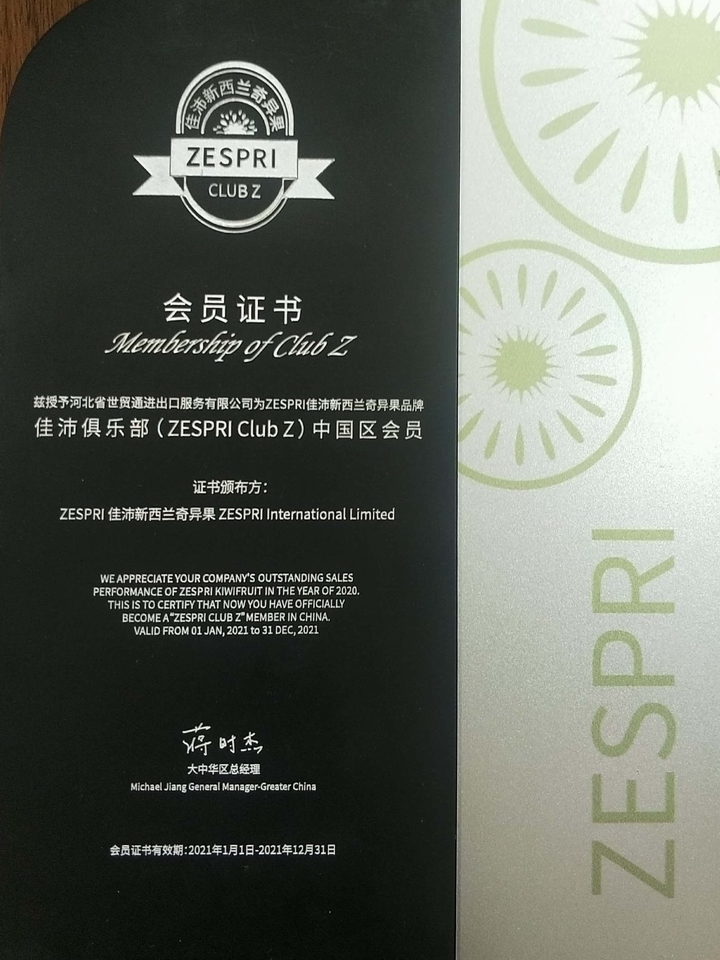 佳沛新西兰奇异果
ZESPRI
CLUB Z
会员证书
Membership of Club Z
兹授予河北省世贸通进出口服务有限公司为ZESPRI佳沛新西兰奇异果品牌
佳沛俱乐部（ZESPRI Club Z）中国区会员
证书颁布方：
ZESPRI 佳沛新西兰奇异果 ZESPRI International Limited
WE APPRECIATE YOUR COMPANY'S OUTSTANDING SALES
PERFORMANCE OF ZESPRI KIWIFRUIT IN THE YEAR OF 2020.
THIS IS TO CERTIFY THAT NOW YOU HAVE OFFICIALLY
BECOME A"ZESPRI CLUB Z"MEMBER IN CHINA.
VALID FROM 01 JAN, 2021 to 31 DEC, 2021
蒋时杰
大中华区总经理
Michael Jiang General Manager-Greater China
会员证书有效期：2021年1月1日-2021年12月31日
ZESPRI